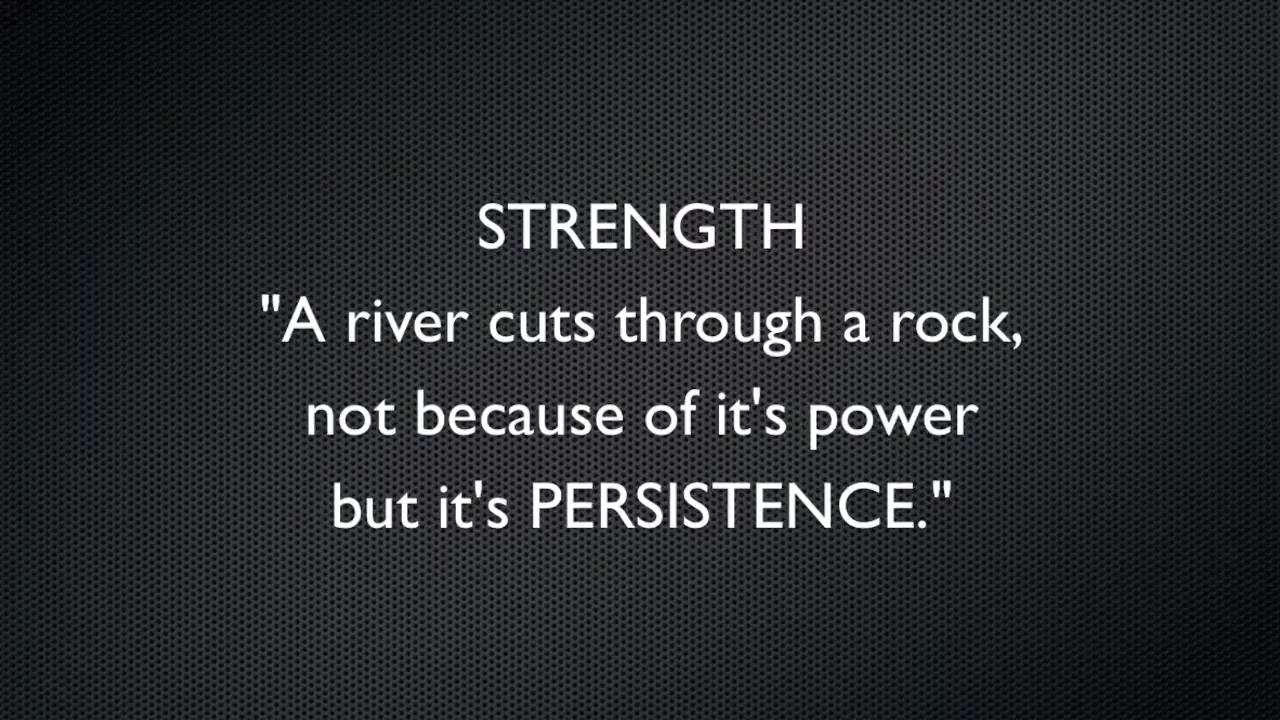 STRENGTH
"A river cuts through a rock,
not because of it's power
but it's PERSISTENCE."